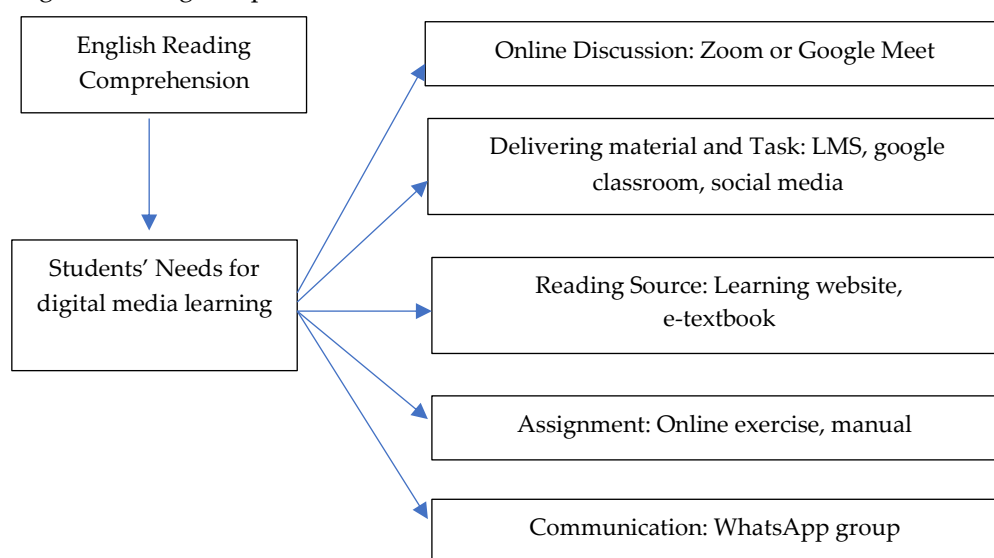 English Reading
Comprehension
Students’ Needs for
digital media learning
Online Discussion: Zoom or Google Meet
Delivering material and Task: LMS, google
classroom, social media
Reading Source: Learning website,
e-textbook
Assignment: Online exercise, manual
Communication: WhatsApp group